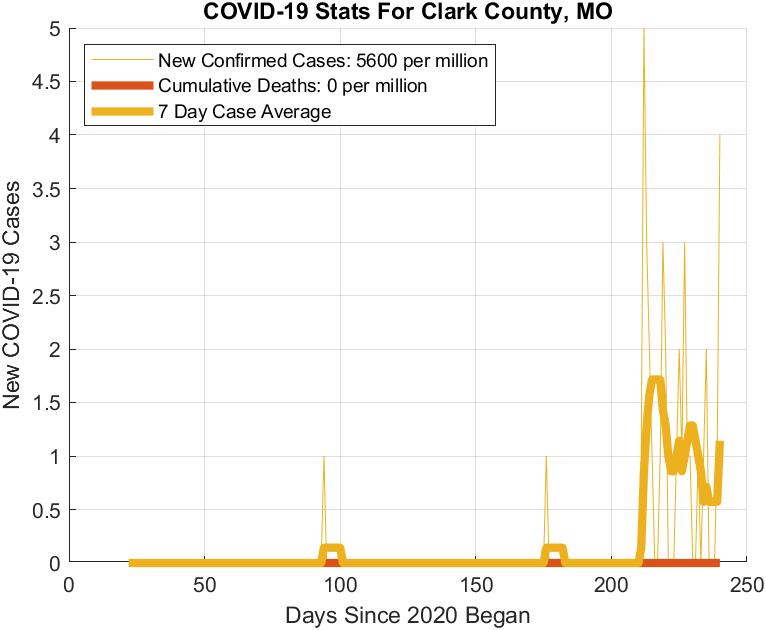 COVID-19 Stats For Clark County, MO
New Confirmed Cases: 5600 per million
Cumulative Deaths: 0 per million
7 Day Case Average
New COVID-19 Cases
5
4.5
4
3.5
3
2.5
2
1.5
1
0.5
0
0 50 100 150 200 250
Days Since 2020 Began